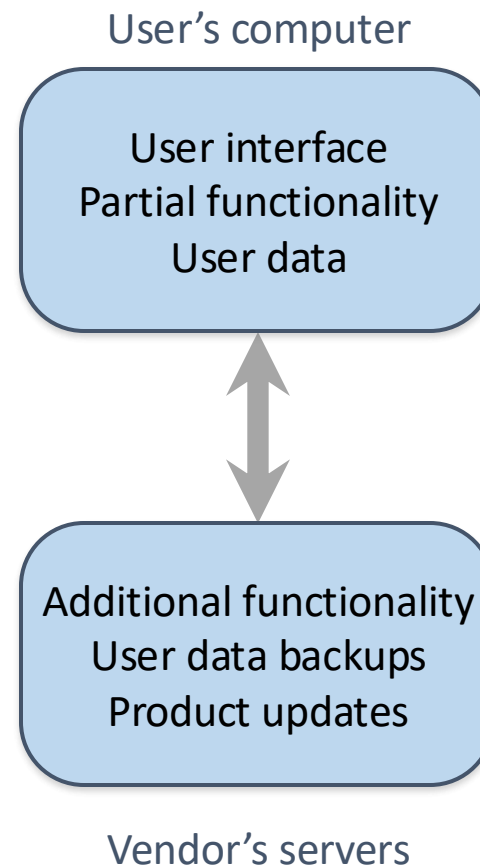 User’s computer
User interface
Partial functionality
User data
Additional functionality
User data backups
Product updates
Vendor’s servers